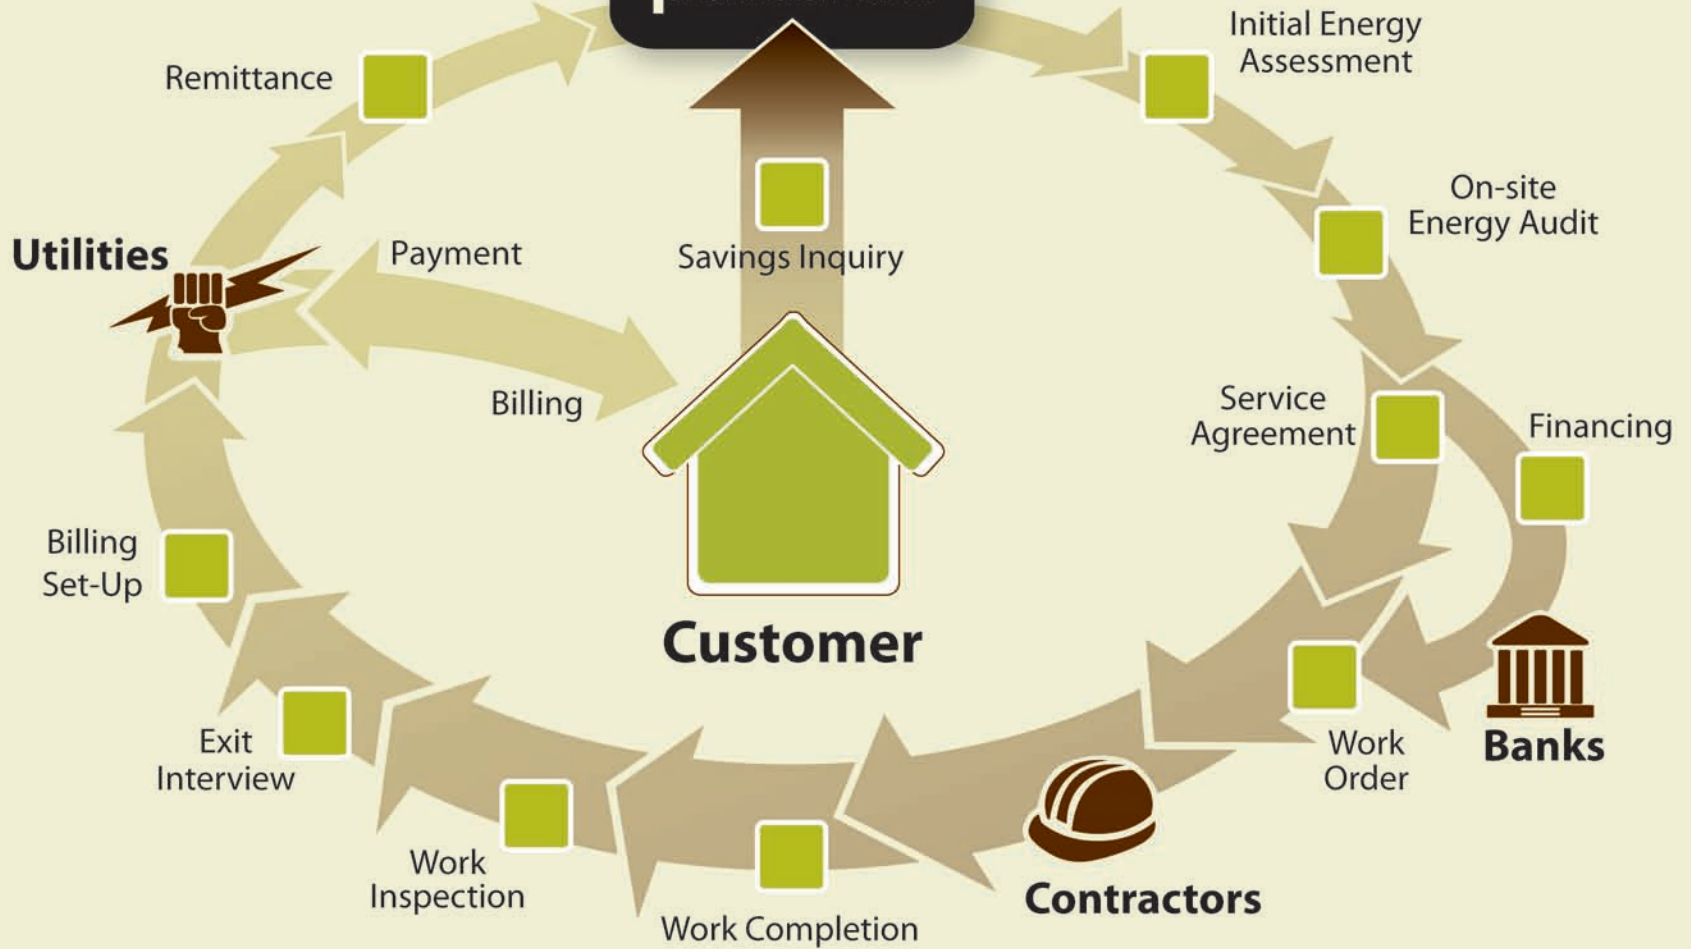 Initial Energy
Assessment
Remittance
On-site
Energy Audit
Utilities
Payment
Savings Inquiry
Billing
Service
Agreement
Financing
Billing
Set-Up
Customer
Exit
Interview
Work
Order
Banks
Work
Inspection
Contractors
Work Completion